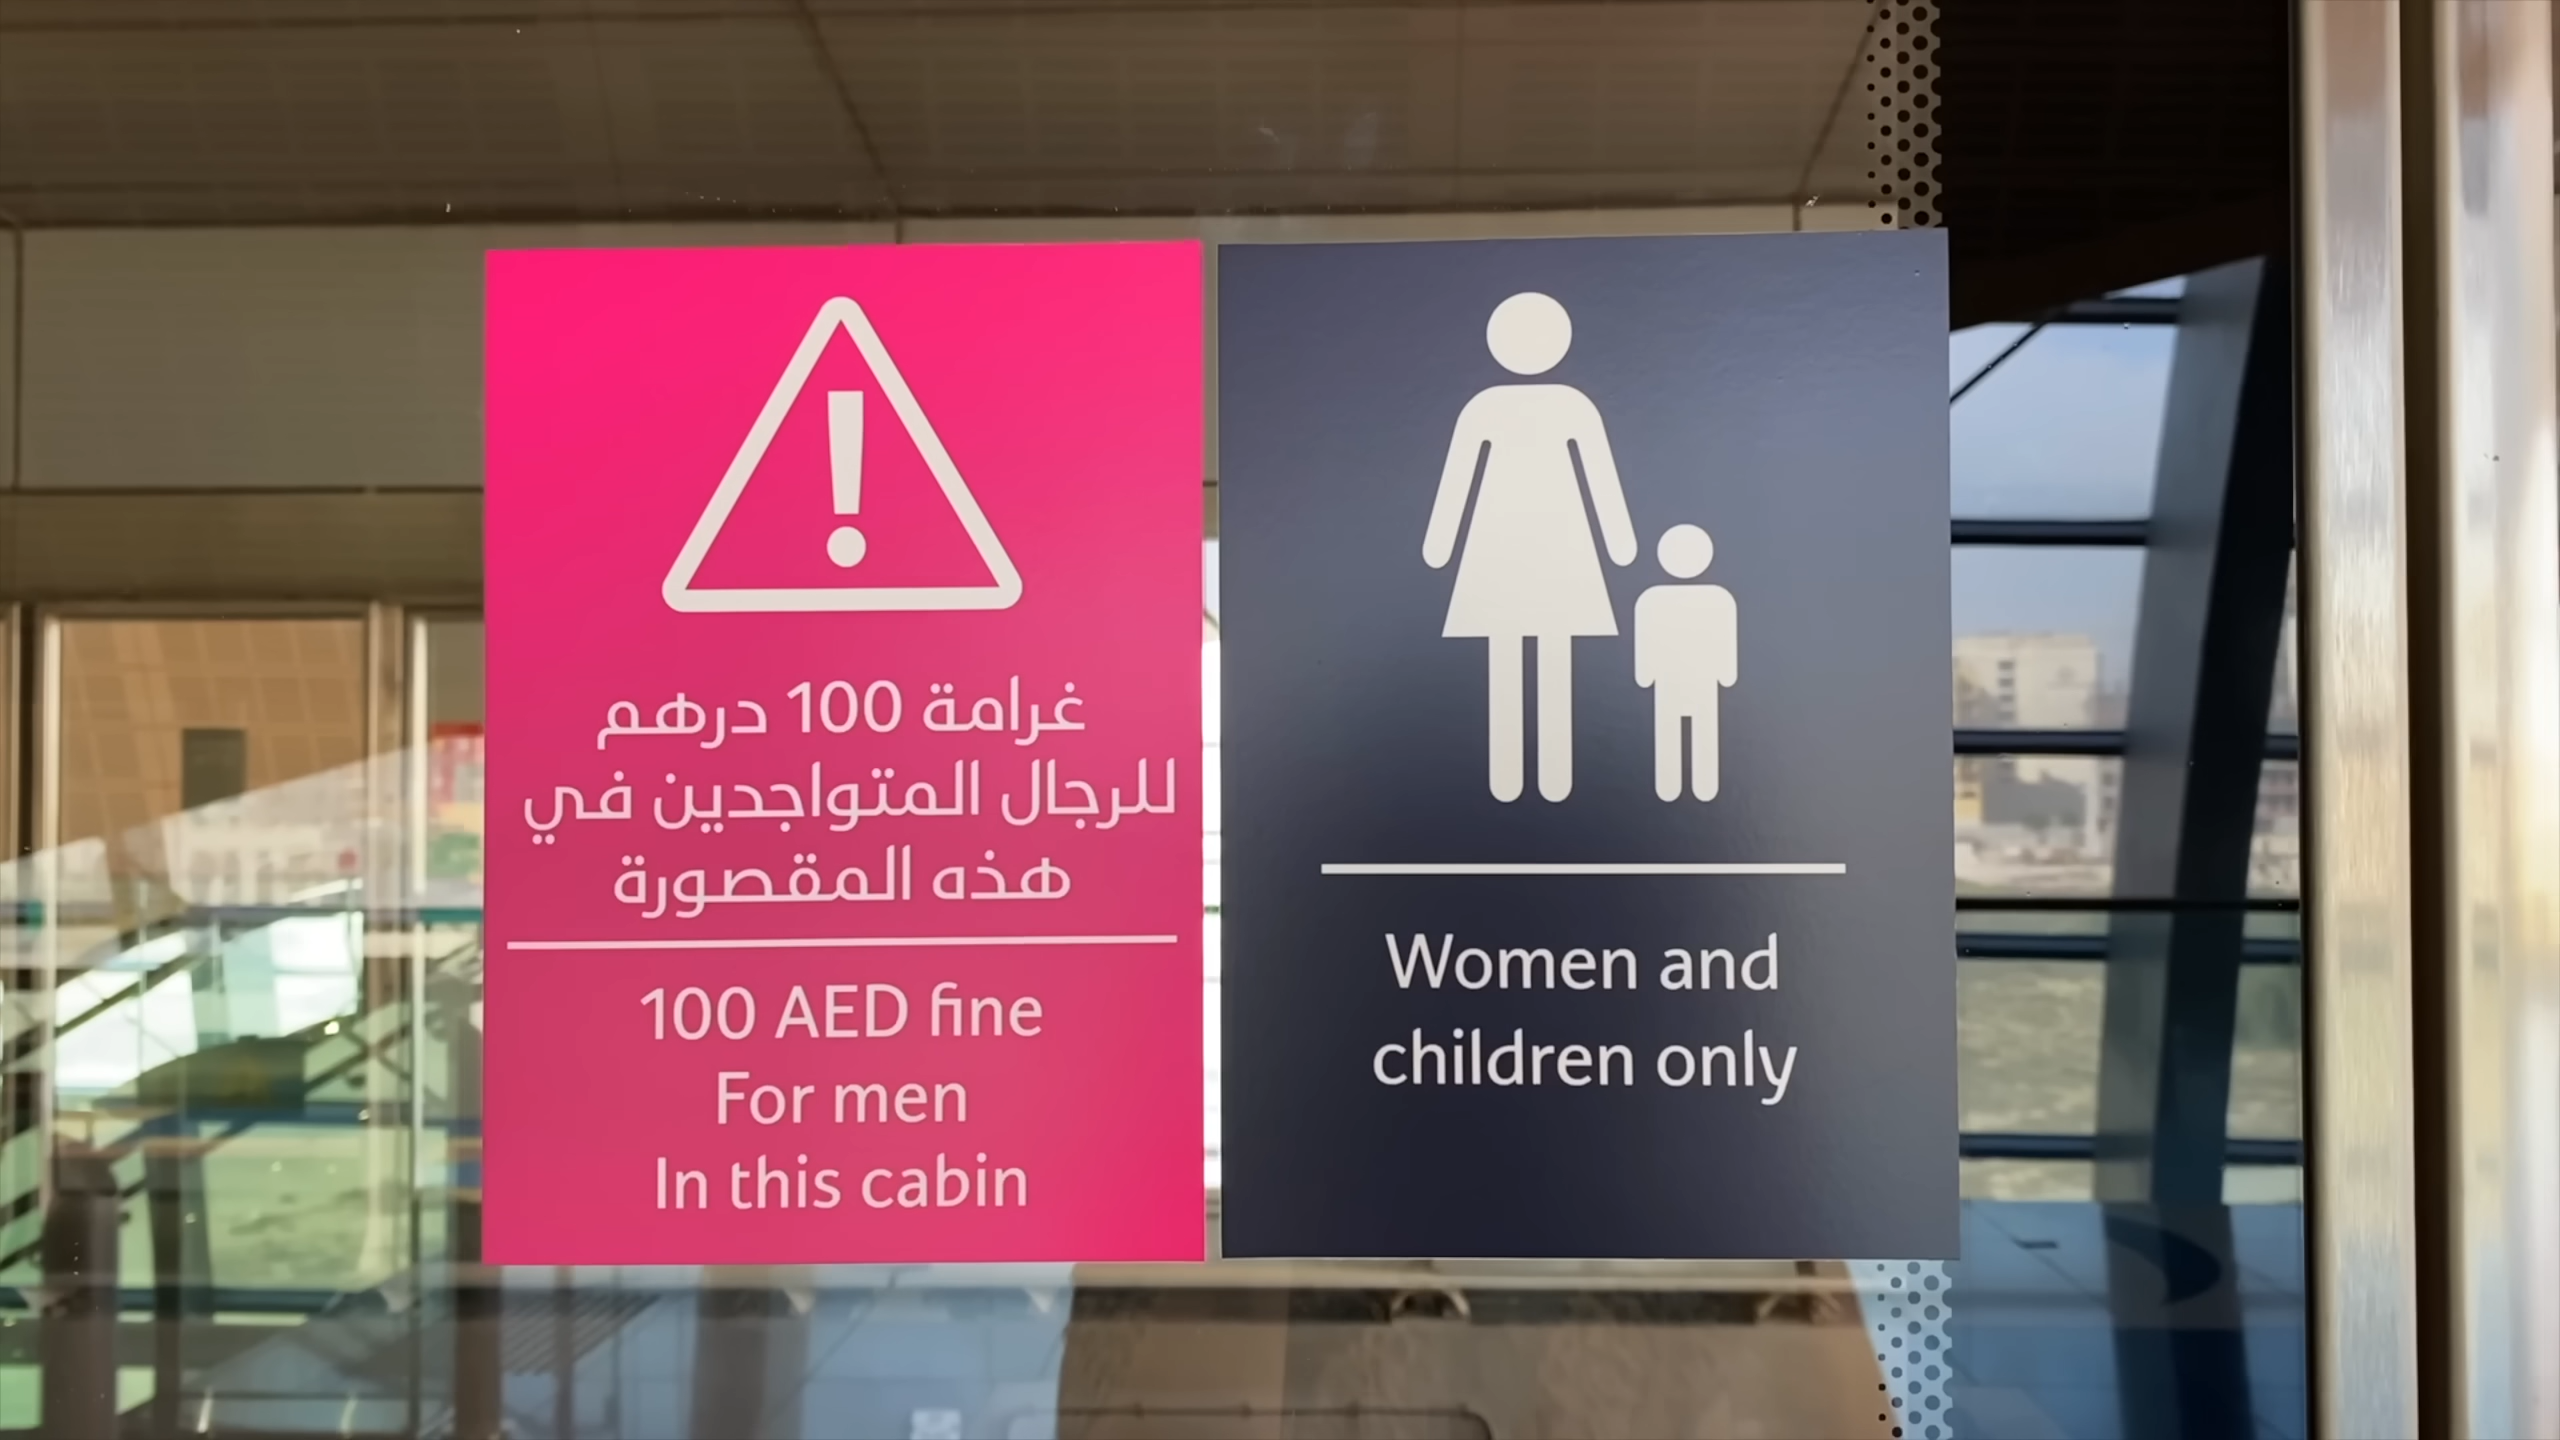 غرامة 100 درهم
للرجال المتواجدين في
هذه المقصورة
100 AED fine
For men
In this cabin
Women and
children only